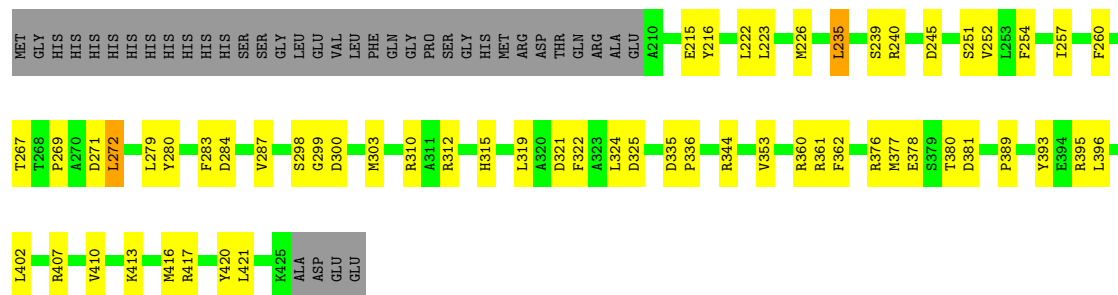 MET GLY HIS HIS HIS HIS HIS HIS HIS HIS HIS HIS SER SER GLY LEU GLU VAL LEU PHE GLN GLY PRO SER GLY HIS MET ARG ASP THR GLN ARG ALA GLU A210 E215 Y216 L222 L223 M226 L235 S239 R240 D245 S251 V252 L253 F254 I257 F260
T267 T268 P269 A270 D271 L272 L279 Y280 F283 D284 V287 S298 G299 D300 M303 R310 A311 R312 H315 L319 A320 D321 F322 A323 L324 D325 D335 P336 R344 V353 R360 R361 F362 R376 M377 E378 S379 T380 D381 P389 Y393 E394 R395 L396
L402 R407 V410 K413 M416 R417 Y420 L421 K425 ALA ASP GLU GLU